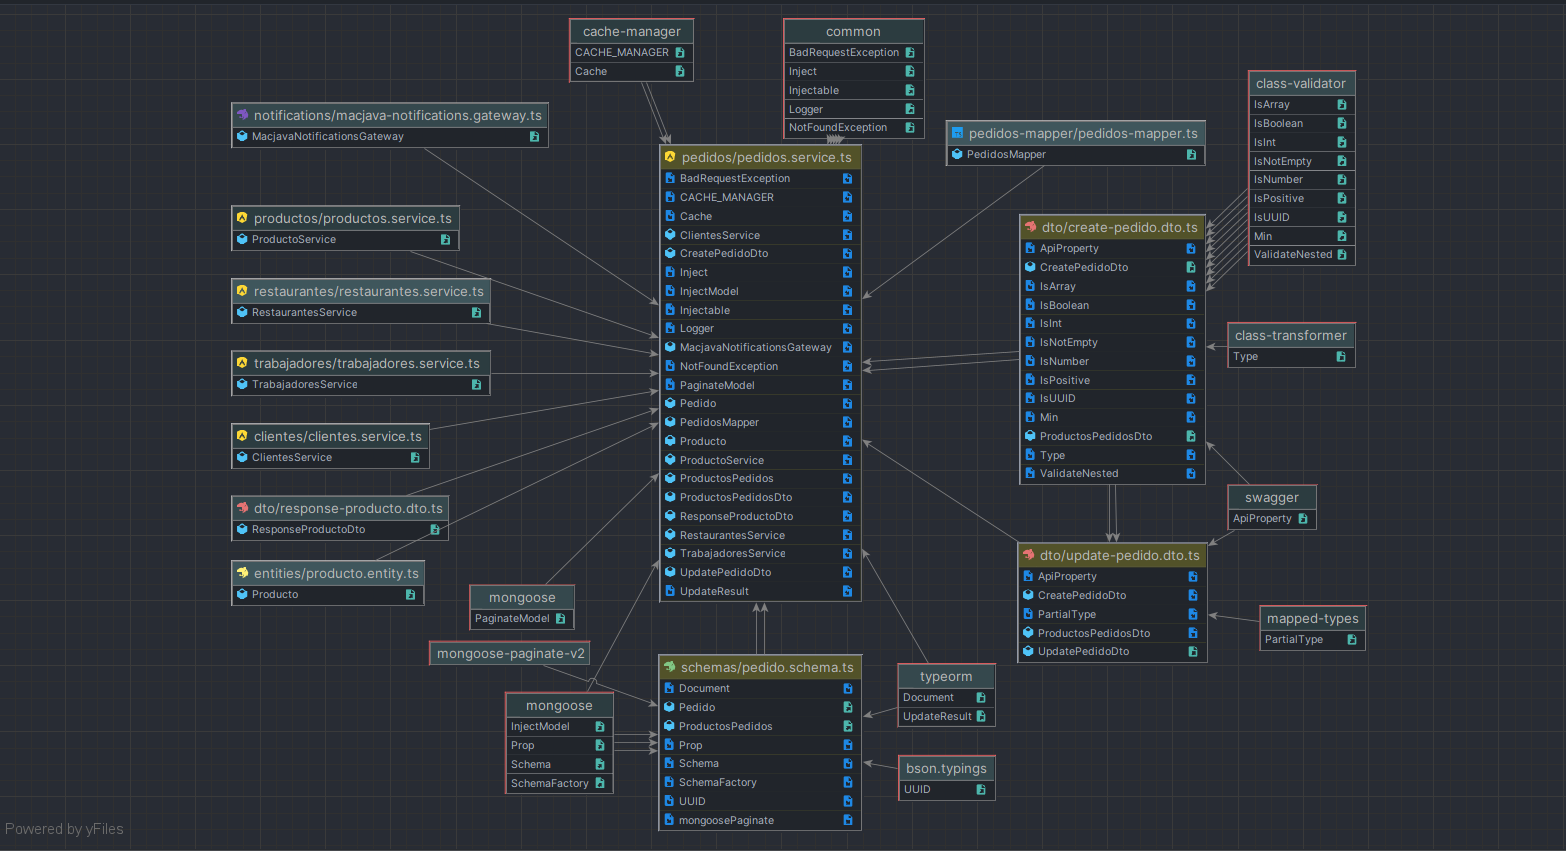 cache-manager
CACHE_MANAGER
Cache
common
BadRequestException
Inject
Injectable
Logger
NotFoundException
class-validator
IsArray
IsBoolean
IsInt
IsNotEmpty
IsNumber
IsPositive
IsUUID
Min
ValidateNested
notifications/macjava-notifications.gateway.ts
MacjavaNotificationsGateway
pedidos-mapper/pedidos-mapper.ts
PedidosMapper
pedidos/pedidos.service.ts
BadRequestException
CACHE_MANAGER
Cache
ClientesService
CreatePedidoDto
Inject
InjectModel
Injectable
Logger
MacjavaNotificationsGateway
NotFoundException
PaginateModel
Pedido
PedidosMapper
Producto
ProductoService
ProductosPedidos
ProductosPedidosDto
ResponseProductoDto
RestaurantesService
TrabajadoresService
UpdatePedidoDto
UpdateResult
productos/productos.service.ts
ProductoService
restaurantes/restaurantes.service.ts
RestaurantesService
trabajadores/trabajadores.service.ts
TrabajadoresService
clientes/clientes.service.ts
ClientesService
dto/response-producto.dto.ts
ResponseProductoDto
entities/producto.entity.ts
Producto
dto/create-pedido.dto.ts
ApiProperty
CreatePedidoDto
IsArray
IsBoolean
IsInt
IsNotEmpty
IsNumber
IsPositive
IsUUID
Min
ProductosPedidosDto
Type
ValidateNested
class-transformer
Type
swagger
ApiProperty
dto/update-pedido.dto.ts
ApiProperty
CreatePedidoDto
PartialType
ProductosPedidosDto
UpdatePedidoDto
mapped-types
PartialType
mongoose
PaginateModel
mongoose-paginate-v2
mongoose
InjectModel
Prop
Schema
SchemaFactory
schemas/pedido.schema.ts
Document
Pedido
ProductosPedidos
Prop
Schema
SchemaFactory
UUID
mongoosePaginate
typeorm
Document
UpdateResult
bson.typings
UUID
Powered by yFiles